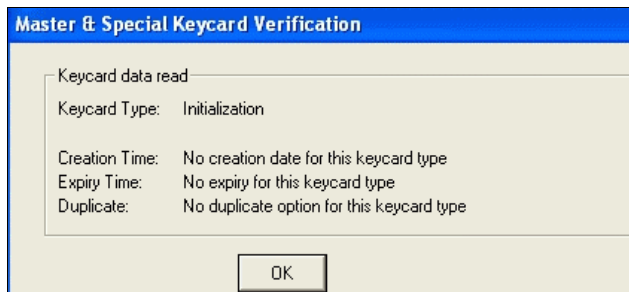 Master & Special Keycard Verification
Keycard data read
Keycard Type: Initialization
Creation Time: No creation date for this keycard type
Expiry Time: No expiry for this keycard type
Duplicate: No duplicate option for this keycard type
OK